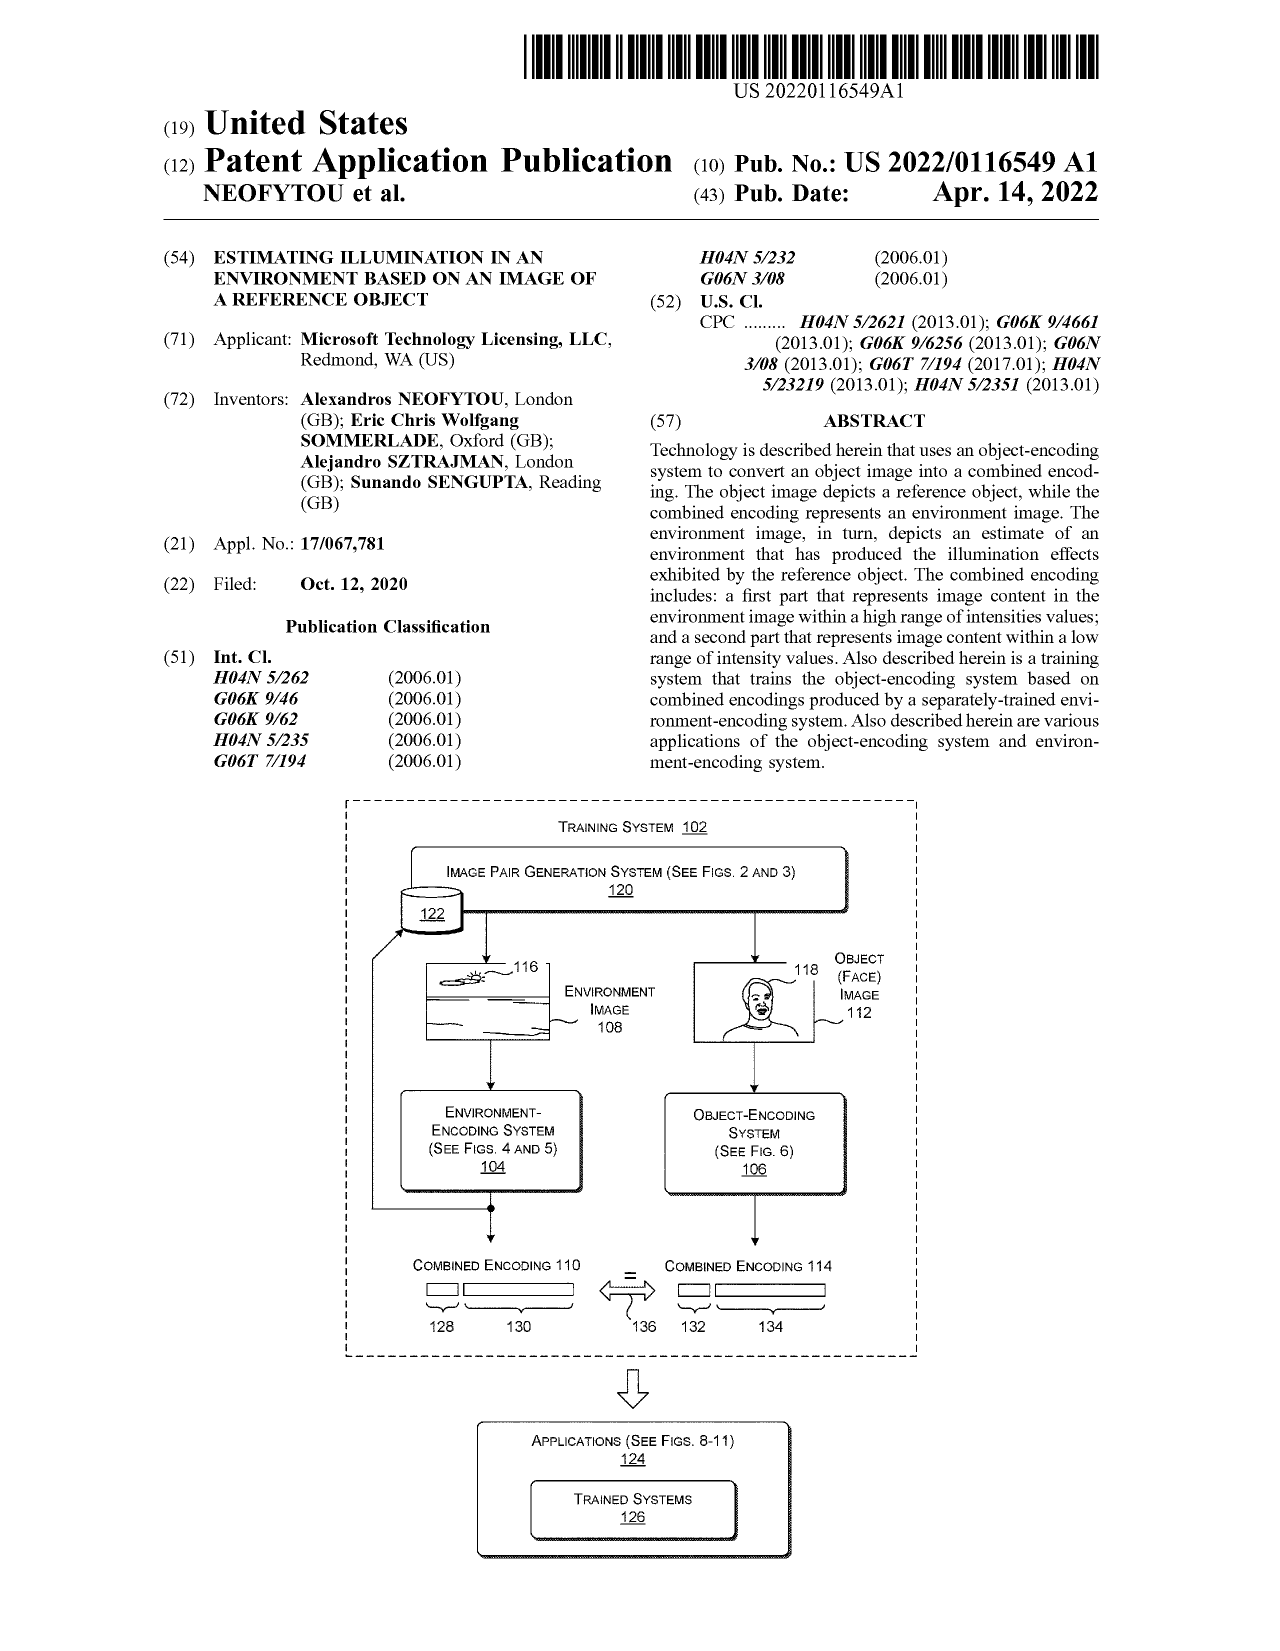 US 20220116549A1
(19) United States
(12) Patent Application Publication
NEOFYTOU et al.
(10) Pub. No.: US 2022/0116549 A1
(43) Pub. Date: Apr. 14, 2022
(54) ESTIMATING ILLUMINATION IN AN
ENVIRONMENT BASED ON AN IMAGE OF
A REFERENCE OBJECT
(71) Applicant: Microsoft Technology Licensing, LLC,
Redmond, WA (US)
(72) Inventors: Alexandros NEOFYTOU, London
(GB); Eric Chris Wolfgang
SOMMERLADE, Oxford (GB);
Alejandro SZTRAJMAN, London
(GB); Sunando SENGUPTA, Reading
(GB)
(21) Appl. No.: 17/067,781
(22) Filed: Oct. 12, 2020
Publication Classification
(51) Int. Cl.
H04N 5/262 (2006.01)
G06K 9/46 (2006.01)
G06K 9/62 (2006.01)
H04N 5/235 (2006.01)
G06T 7/194 (2006.01)
H04N 5/232 (2006.01)
G06N 3/08 (2006.01)
(52) U.S. Cl.
CPC ......... H04N 5/2621 (2013.01); G06K 9/4661
(2013.01); G06K 9/6256 (2013.01); G06N
3/08 (2013.01); G06T 7/194 (2017.01); H04N
5/23219 (2013.01); H04N 5/2351 (2013.01)
(57) ABSTRACT
Technology is described herein that uses an object-encoding
system to convert an object image into a combined encod-
ing. The object image depicts a reference object, while the
combined encoding represents an environment image. The
environment image, in turn, depicts an estimate of an
environment that has produced the illumination effects
exhibited by the reference object. The combined encoding
includes: a first part that represents image content in the
environment image within a high range of intensities values;
and a second part that represents image content within a low
range of intensity values. Also described herein is a training
system that trains the object-encoding system based on
combined encodings produced by a separately-trained envi-
ronment-encoding system. Also described herein are various
applications of the object-encoding system and environ-
ment-encoding system.
TRAINING SYSTEM 102
IMAGE PAIR GENERATION SYSTEM (SEE FIGS. 2 AND 3)
120
122
116
ENVIRONMENT
IMAGE
108
118
OBJECT
(FACE)
IMAGE
112
ENVIRONMENT-
ENCODING SYSTEM
(SEE FIGS. 4 AND 5)
104
OBJECT-ENCODING
SYSTEM
(SEE FIG. 6)
106
COMBINED ENCODING 110
=
COMBINED ENCODING 114
128 130 136 132 134
APPLICATIONS (SEE FIGS. 8-11)
124
TRAINED SYSTEMS
126